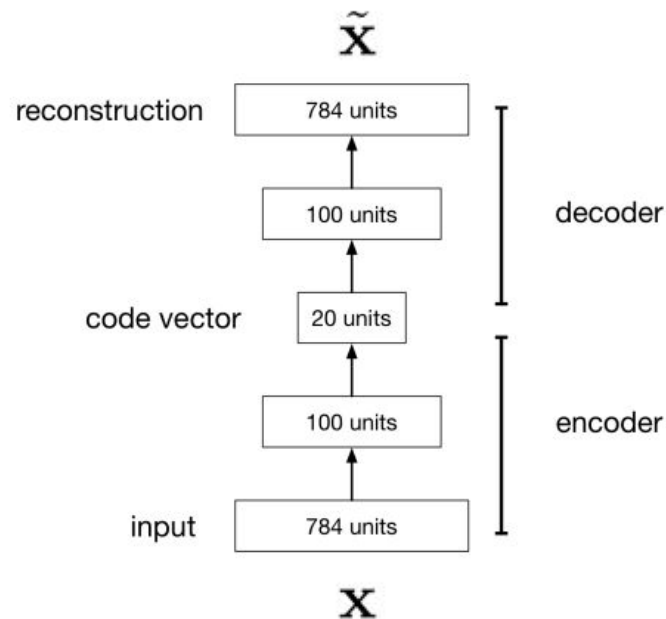 x̃
reconstruction
784 units
100 units
decoder
code vector
20 units
100 units
encoder
input
784 units
x